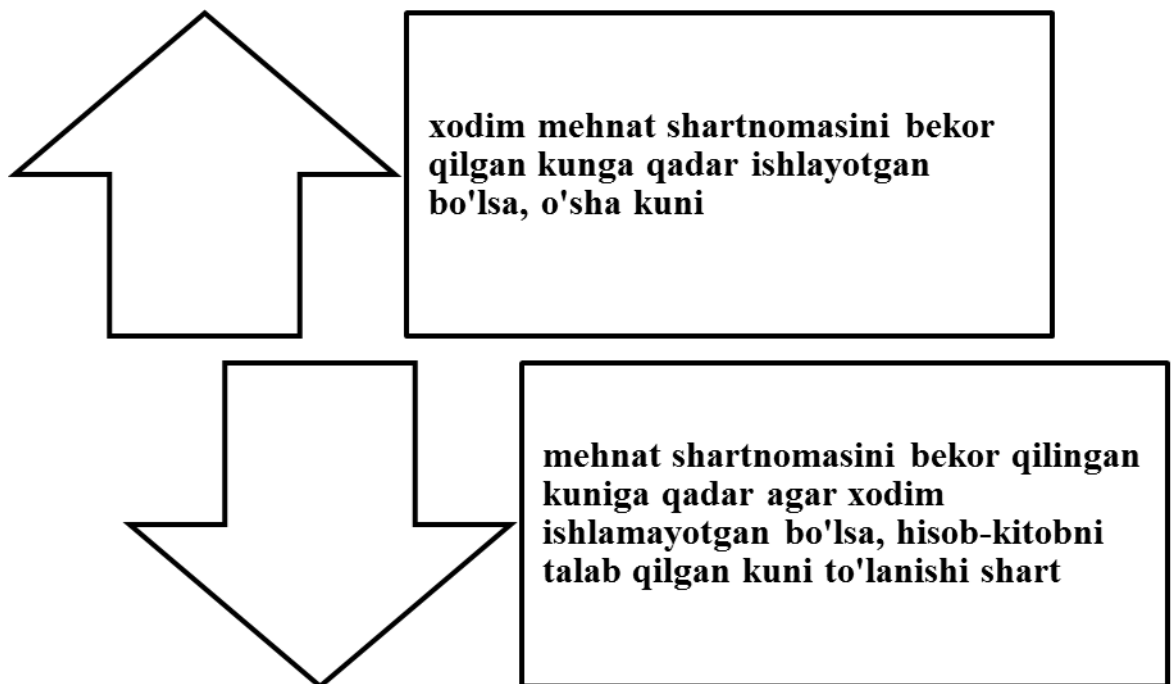 xodim mehnat shartnomasini bekor
qilgan kunga qadar ishlayotgan
bo'lsa, o'sha kuni
mehnat shartnomasini bekor qilingan
kuniga qadar agar xodim
ishlamayotgan bo'lsa, hisob-kitobni
talab qilgan kuni to'lanishi shart